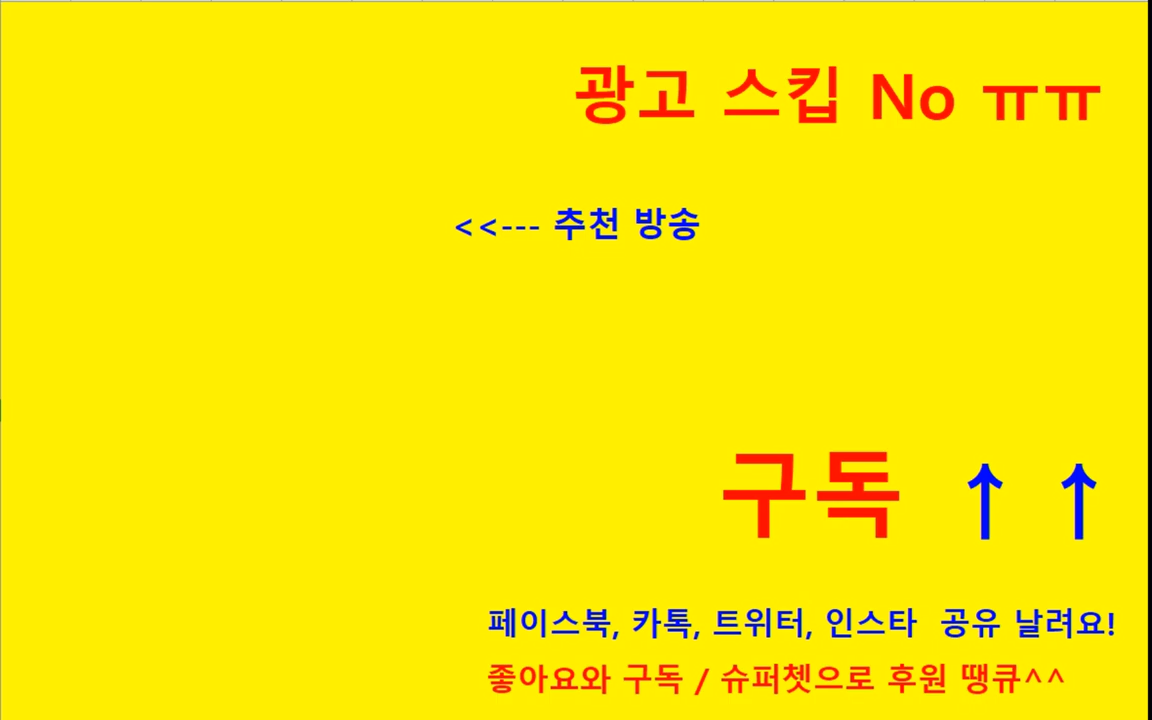 광고 스킵 No ㅠㅠ
<<--- 추천 방송
구독 ↑ ↑
페이스북, 카톡, 트위터, 인스타 공유 날려요!
좋아요와 구독 / 슈퍼쳇으로 후원 땡큐^^